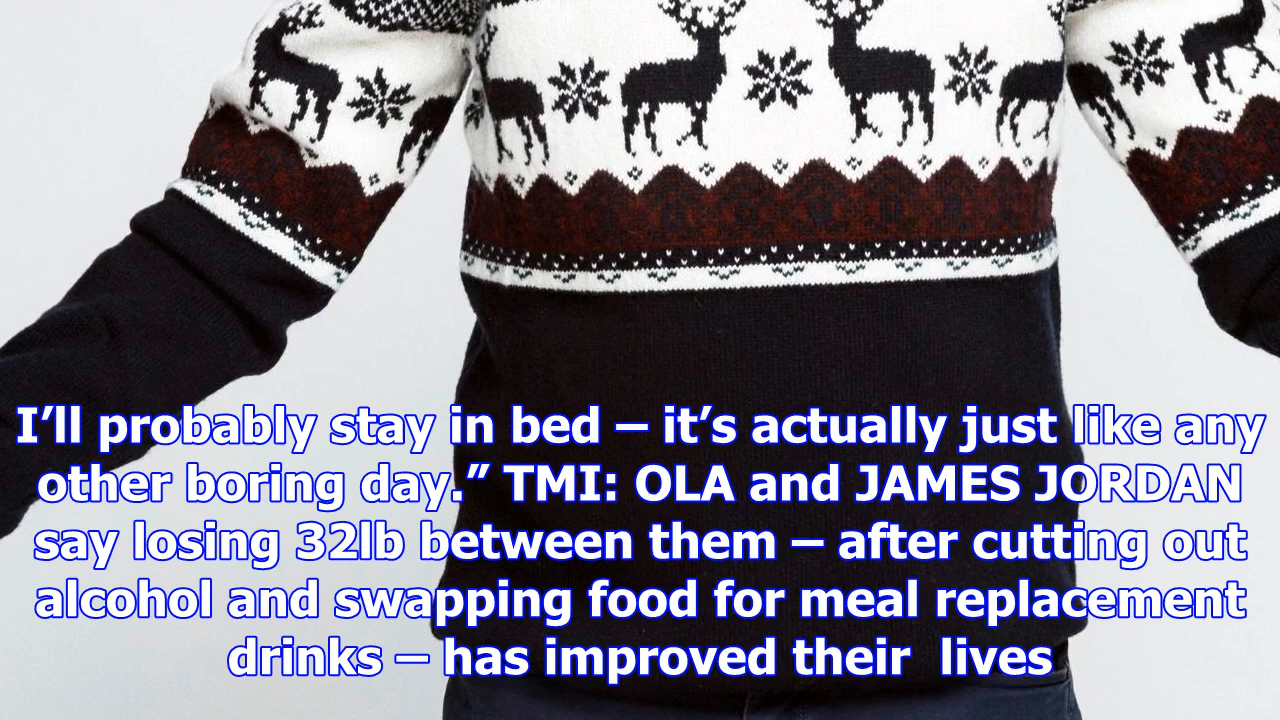 I’ll probably stay in bed – it’s actually just like any
other boring day.” TMI: OLA and JAMES JORDAN
say losing 32lb between them – after cutting out
alcohol and swapping food for meal replacement
drinks – has improved their  lives